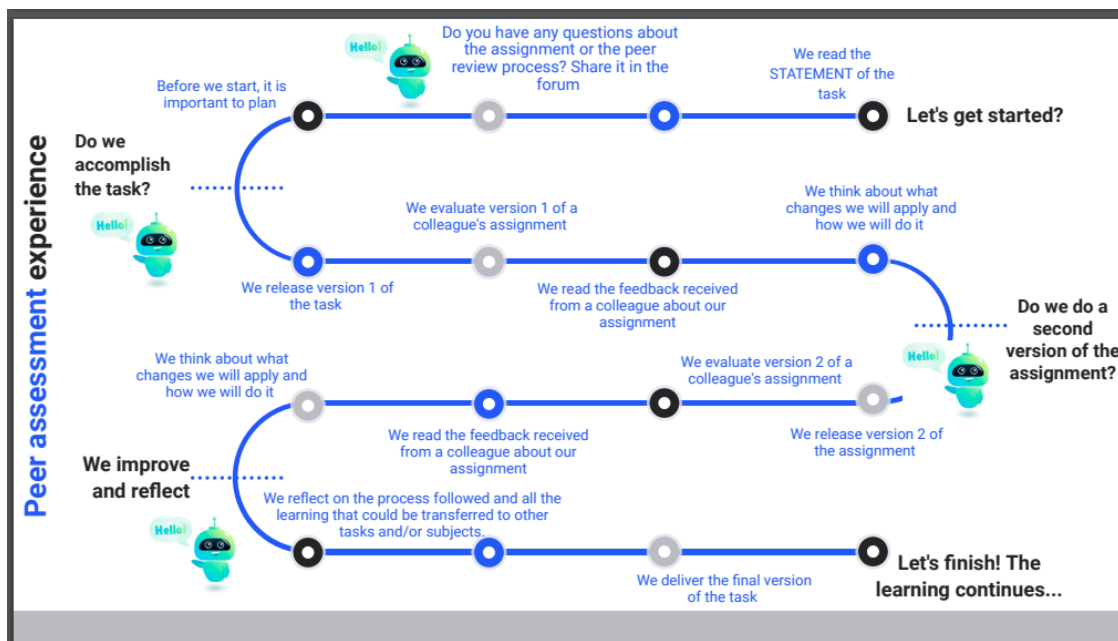 Peer assessment experience
Let's get started?
We read the
STATEMENT of the
task
Do you have any questions about
the assignment or the peer
review process? Share it in the
forum
Hello!
Before we start, it is
important to plan
Do we
accomplish
the task?
Hello!
We release version 1 of
the task
We evaluate version 1 of a
colleague's assignment
We read the feedback received
from a colleague about our
assignment
We think about what
changes we will apply and
how we will do it
Do we do a
second
version of the
assignment?
Hello!
We release version 2 of
the assignment
We evaluate version 2 of a
colleague's assignment
We read the feedback received
from a colleague about our
assignment
We think about what
changes we will apply and
how we will do it
We improve
and reflect
Hello!
We reflect on the process followed and all the
learning that could be transferred to other
tasks and/or subjects.
We deliver the final version
of the task
Let's finish! The
learning continues...